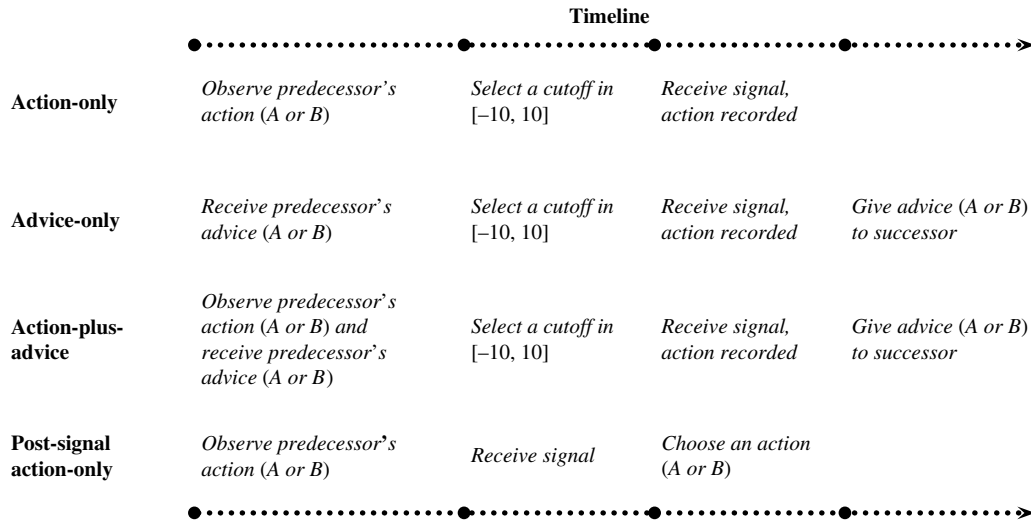 Timeline
Action-only
Observe predecessor's
action (A or B)
Select a cutoff in
[–10, 10]
Receive signal,
action recorded
Advice-only
Receive predecessor's
advice (A or B)
Select a cutoff in
[–10, 10]
Receive signal,
action recorded
Give advice (A or B)
to successor
Action-plus-
advice
Observe predecessor's
action (A or B) and
receive predecessor's
advice (A or B)
Select a cutoff in
[–10, 10]
Receive signal,
action recorded
Give advice (A or B)
to successor
Post-signal
action-only
Observe predecessor's
action (A or B)
Receive signal
Choose an action
(A or B)